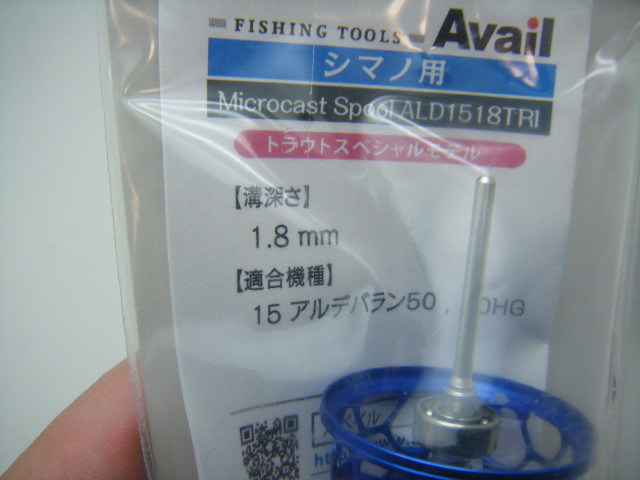 FISHING TOOLS Avail
シマノ用
Microcast Spool ALD1518TRI
トラウトスペシャルモデル
【溝深さ】
1.8 mm
【適合機種】
15 アルデバラン50 , 0HG